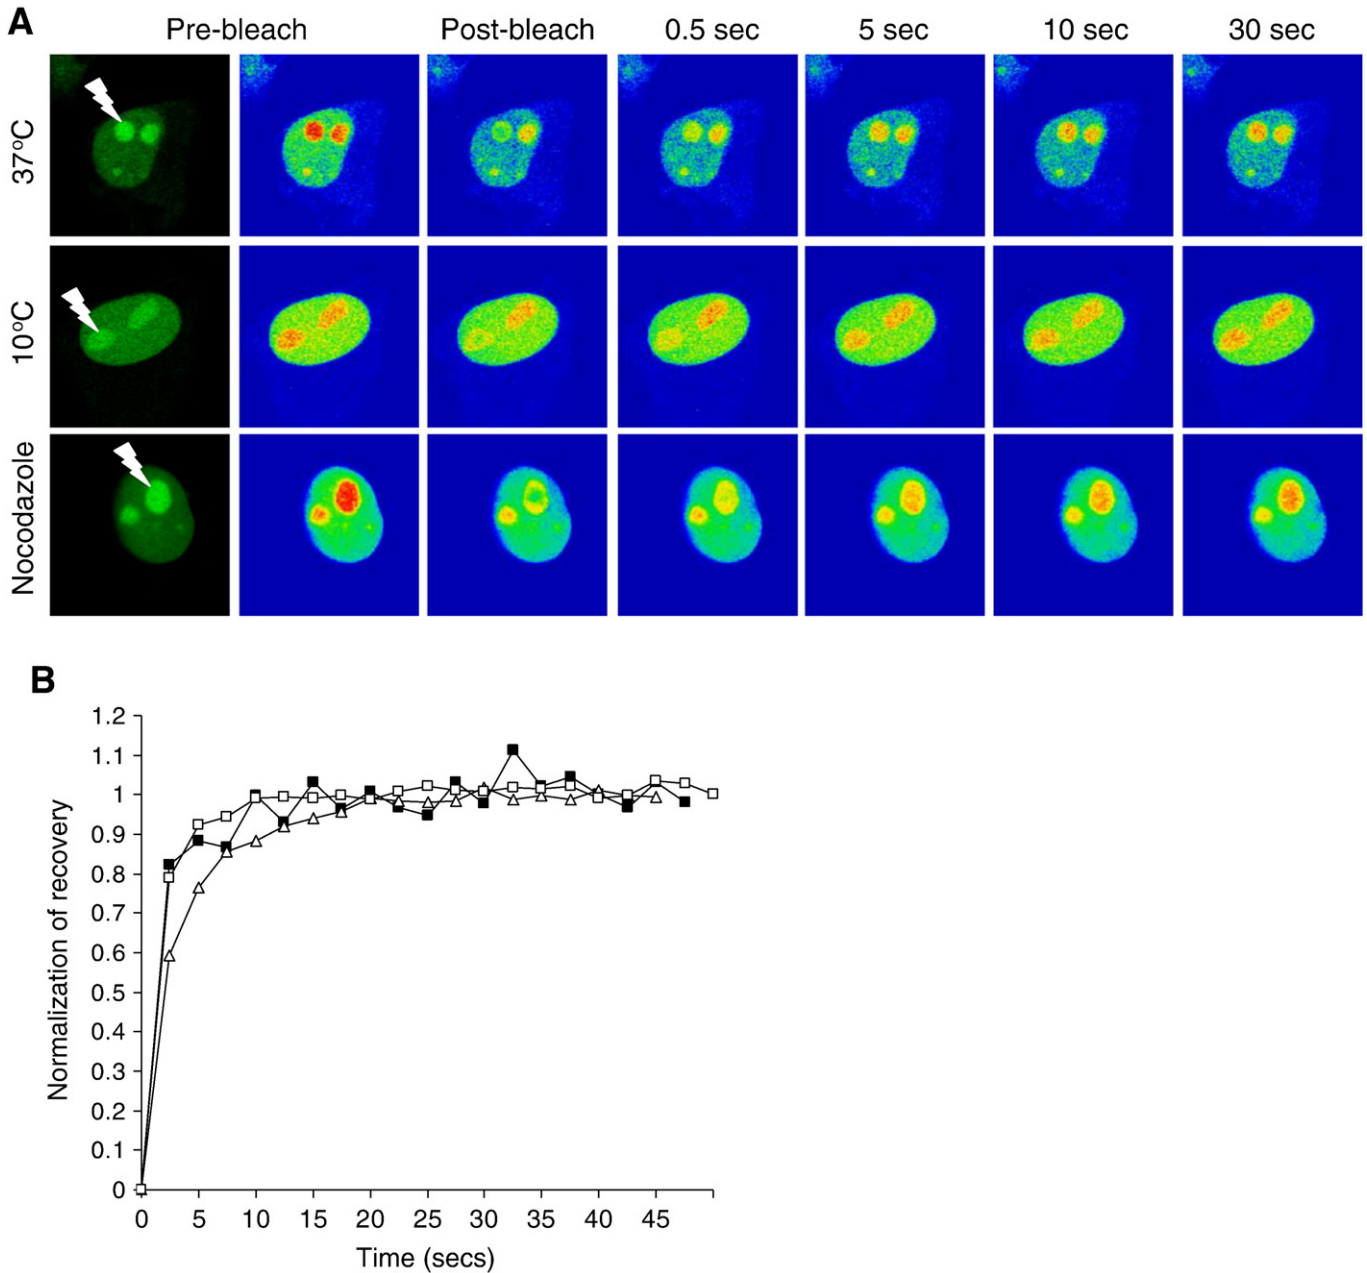 A
Pre-bleach Post-bleach 0.5 sec 5 sec 10 sec 30 sec
37°C
10°C
Nocodazole
B
Normalization of recovery
1.2
1.1
1
0.9
0.8
0.7
0.6
0.5
0.4
0.3
0.2
0.1
0
0 5 10 15 20 25 30 35 40 45
Time (secs)